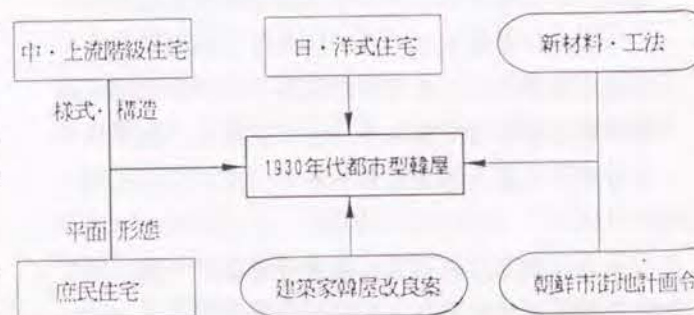 中・上流階級住宅
日・洋式住宅
新材料・工法
様式・構造
1930年代都市型韓屋
平面 形態
庶民住宅
建築家韓屋改良案
朝鮮市街地計画令